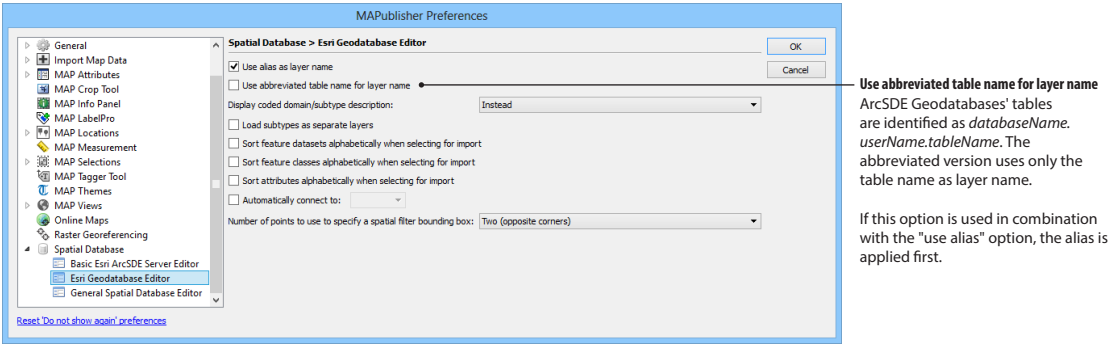 MAPublisher Preferences
General
Import Map Data
MAP Attributes
MAP Crop Tool
MAP Info Panel
MAP LabelPro
MAP Locations
MAP Measurement
MAP Selections
MAP Tagger Tool
MAP Themes
MAP Views
Online Maps
Raster Georeferencing
Spatial Database
Basic Esri ArcSDE Server Editor
Esri Geodatabase Editor
General Spatial Database Editor
Reset 'Do not show again' preferences
Spatial Database > Esri Geodatabase Editor
Use alias as layer name
Use abbreviated table name for layer name
Display coded domain/subtype description: Instead
Load subtypes as separate layers
Sort feature datasets alphabetically when selecting for import
Sort feature classes alphabetically when selecting for import
Sort attributes alphabetically when selecting for import
Automatically connect to:
Number of points to use to specify a spatial filter bounding box: Two (opposite corners)
OK
Cancel
Use abbreviated table name for layer name
ArcSDE Geodatabases' tables
are identified as databaseName.
userName.tableName. The
abbreviated version uses only the
table name as layer name.
If this option is used in combination
with the "use alias" option, the alias is
applied first.